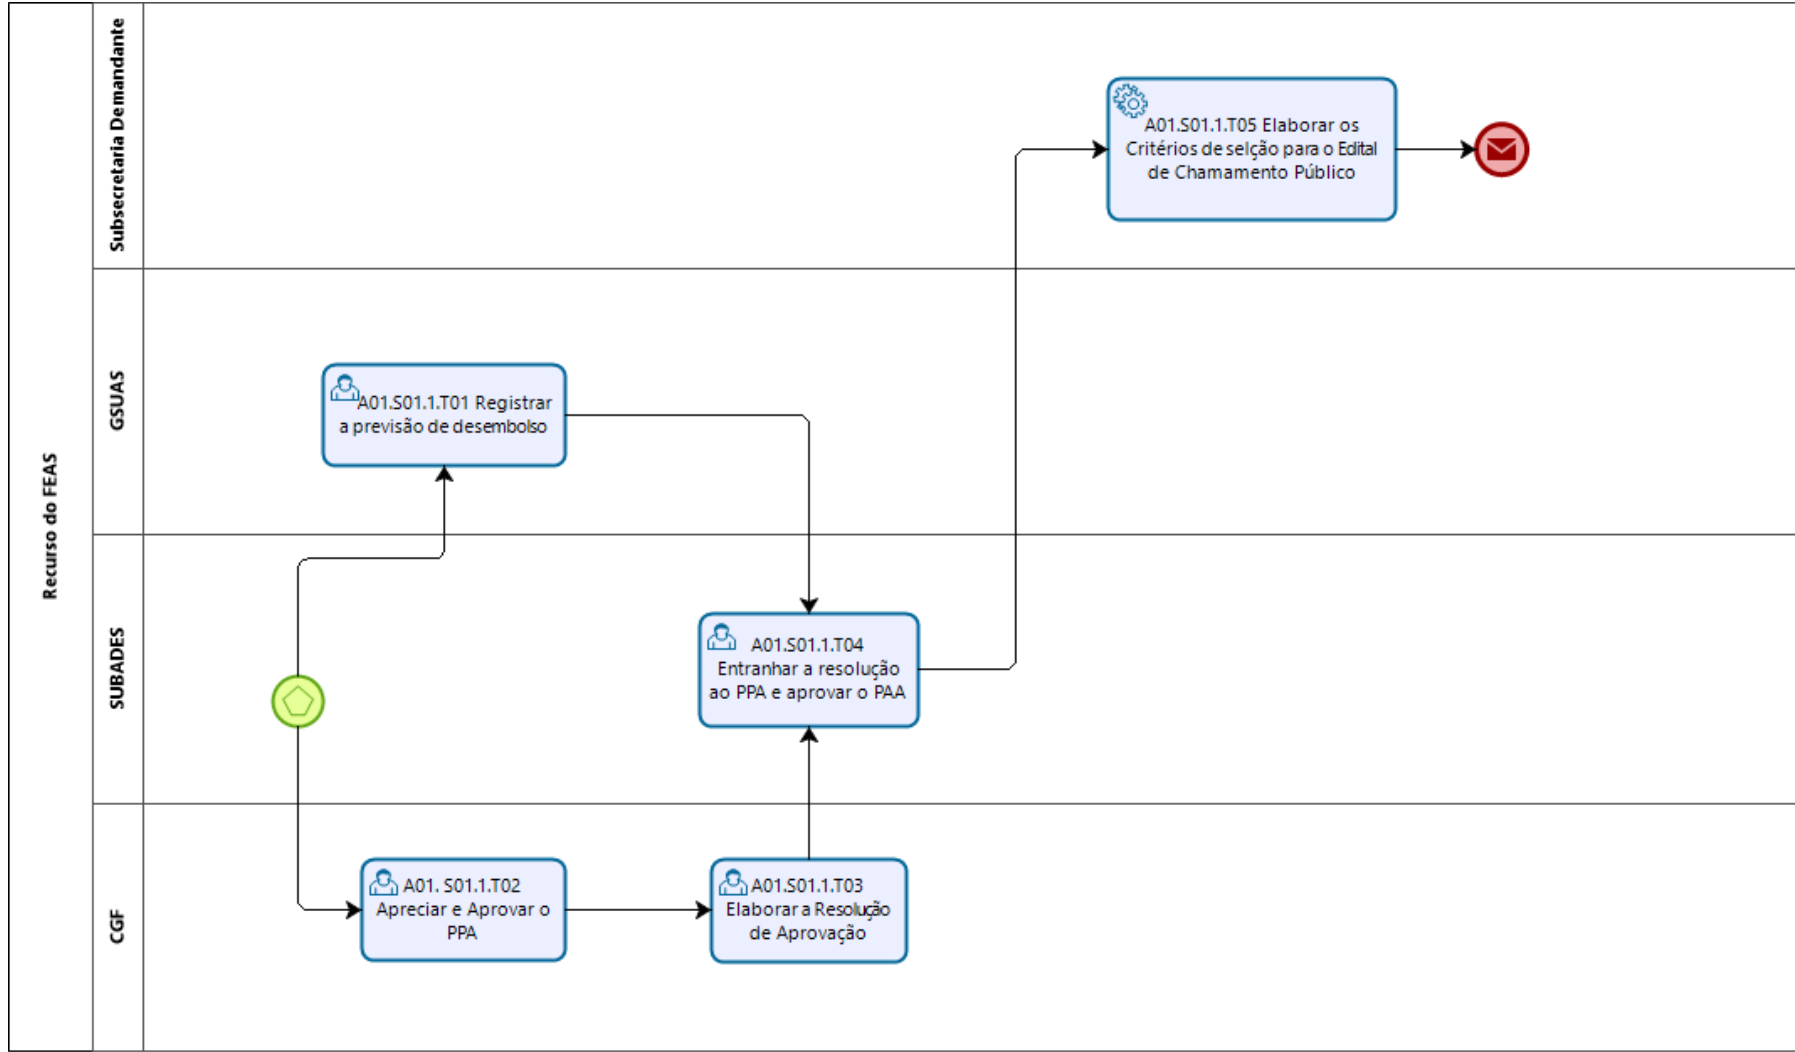 Recurso do FEAS
Subsecretaria Demandante
A01.S01.1.T05 Elaborar os
Critérios de selção para o Edital
de Chamamento Público
GSUAS
A01.S01.1.T01 Registrar
a previsão de desembolso
SUBADES
A01.S01.1.T04
Entranhar a resolução
ao PPA e aprovar o PAA
CGF
A01. S01.1.T02
Apreciar e Aprovar o
PPA
A01.S01.1.T03
Elaborar a Resolução
de Aprovação